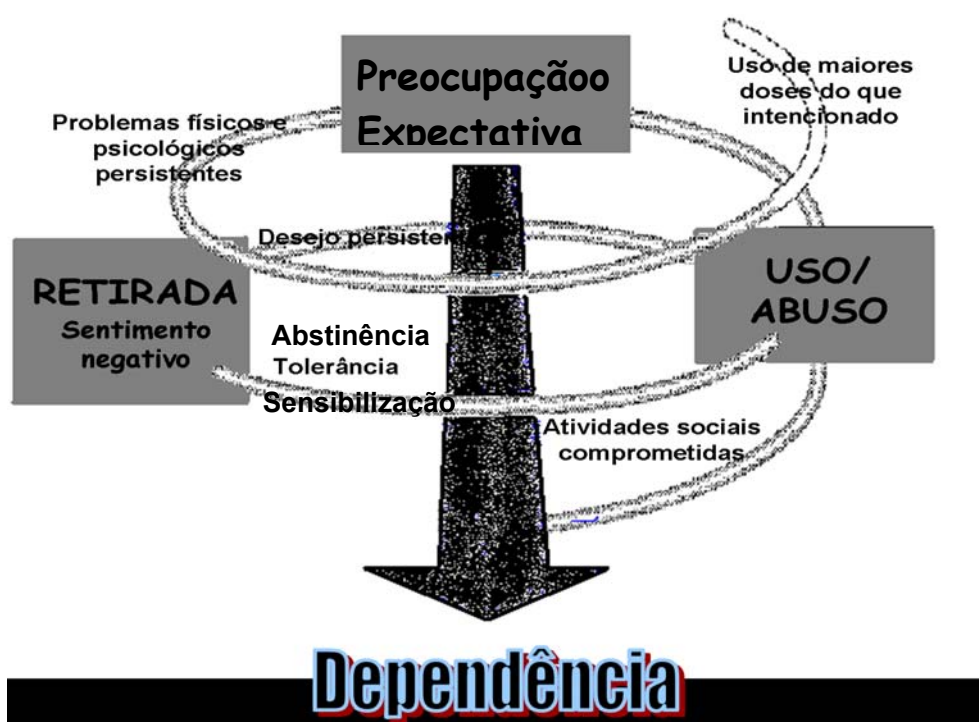 Preocupaçãoo
Expectativa
Uso de maiores
doses do que
intencionado
Problemas físicos e
psicológicos
persistentes
Desejo persisten
RETIRADA
Sentimento
negativo
USO/
ABUSO
Abstinência
Tolerância
Sensibilização
Atividades sociais
comprometidas
Dependência